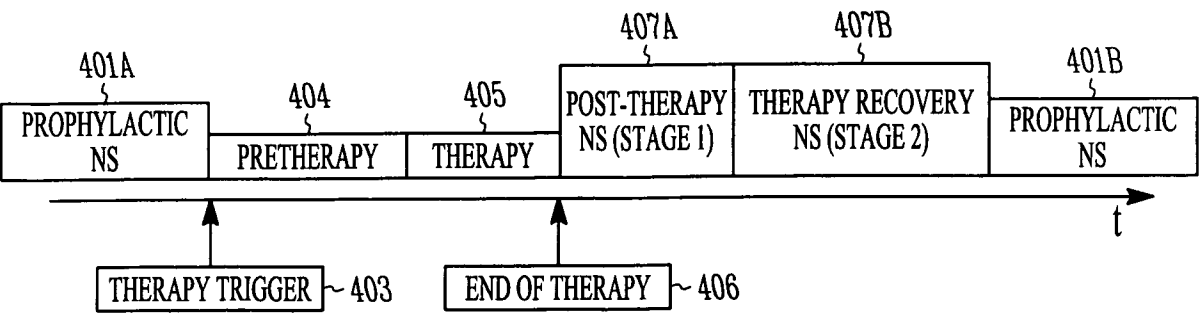 401A
PROPHYLACTIC
NS
404
PRETHERAPY
405
THERAPY
407A
POST-THERAPY
NS (STAGE 1)
407B
THERAPY RECOVERY
NS (STAGE 2)
401B
PROPHYLACTIC
NS
t
THERAPY TRIGGER
403
END OF THERAPY
406